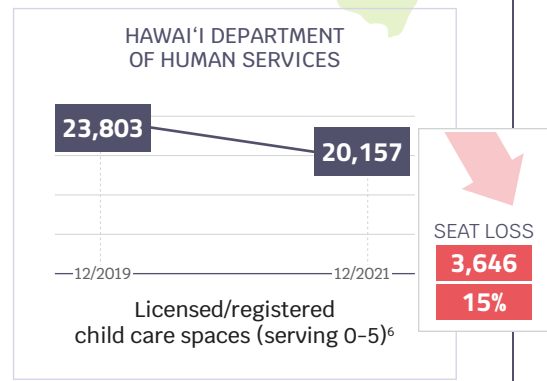 HAWAIʻI DEPARTMENT
OF HUMAN SERVICES
23,803
20,157
12/2019
12/2021
Licensed/registered
child care spaces (serving 0-5)⁶
SEAT LOSS
3,646
15%